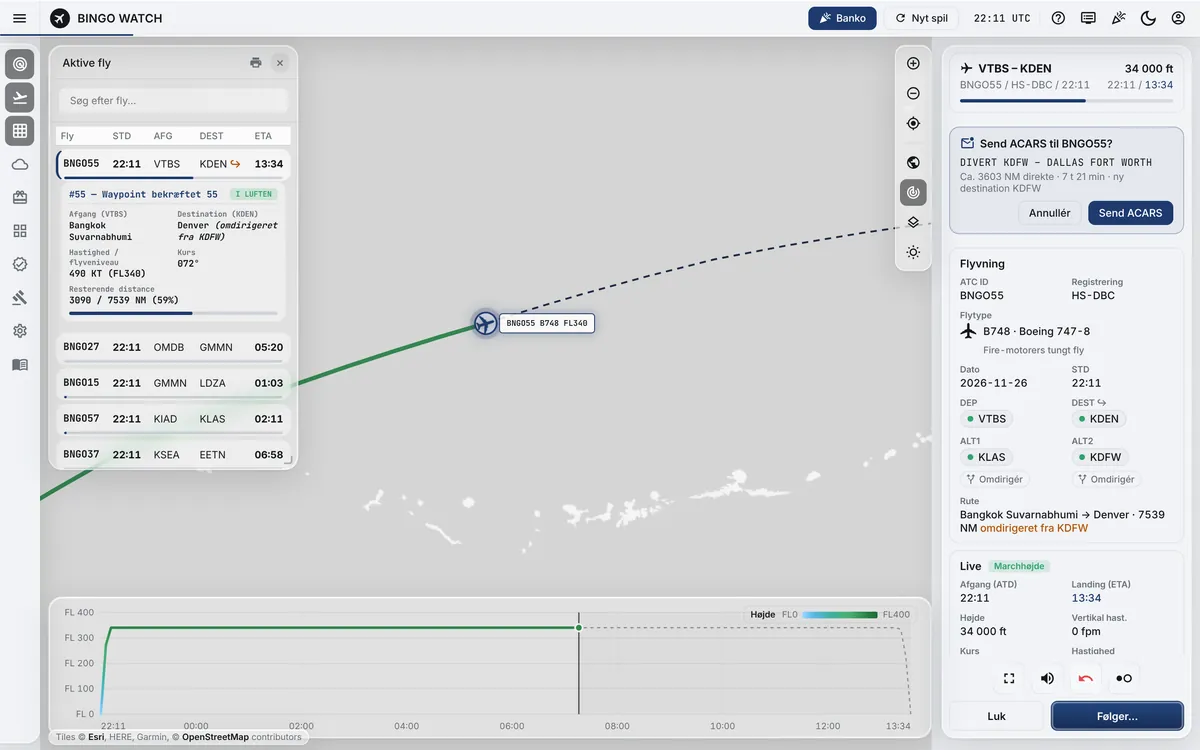 BINGO WATCH
Banko
Nyt spil
22:11 UTC
Aktive fly
Søg efter fly...
Fly STD AFG DEST ETA
BNGO55 22:11 VTBS KDEN 13:34
#55 – Waypoint bekræftet 55 I LUFTEN
Afgang (VTBS)
Bangkok
Suvarnabhumi
Destination (KDEN)
Denver (omdirigeret
fra KDFW)
Hastighed /
flyveniveau
490 KT (FL340)
Kurs
072°
Resterende distance
3090 / 7539 NM (59%)
BNGO27 22:11 OMDB GMMN 05:20
BNGO15 22:11 GMMN LDZA 01:03
BNGO57 22:11 KIAD KLAS 02:11
BNGO37 22:11 KSEA EETN 06:58
BNGO55 B748 FL340
FL 400
FL 300
FL 200
FL 100
FL 0
Højde FL0 FL400
22:11 00:00 02:00 04:00 06:00 08:00 10:00 12:00 13:34
Tiles © Esri, HERE, Garmin, © OpenStreetMap contributors
VTBS – KDEN 34 000 ft
BNGO55 / HS-DBC / 22:11 22:11 / 13:34
Send ACARS til BNGO55?
DIVERT KDFW – DALLAS FORT WORTH
Ca. 3603 NM direkte · 7 t 21 min · ny
destination KDFW
Annullér
Send ACARS
Flyvning
ATC ID Registrering
BNGO55 HS-DBC
Flytype
B748 · Boeing 747-8
Fire-motorers tungt fly
Dato STD
2026-11-26 22:11
DEP DEST
VTBS KDEN
ALT1 ALT2
KLAS KDFW
Omdirigér Omdirigér
Rute
Bangkok Suvarnabhumi → Denver · 7539
NM omdirigeret fra KDFW
Live Marchhøjde
Afgang (ATD) Landing (ETA)
22:11 13:34
Højde Vertikal hast.
34 000 ft 0 fpm
Kurs Hastighed
Luk
Følger...